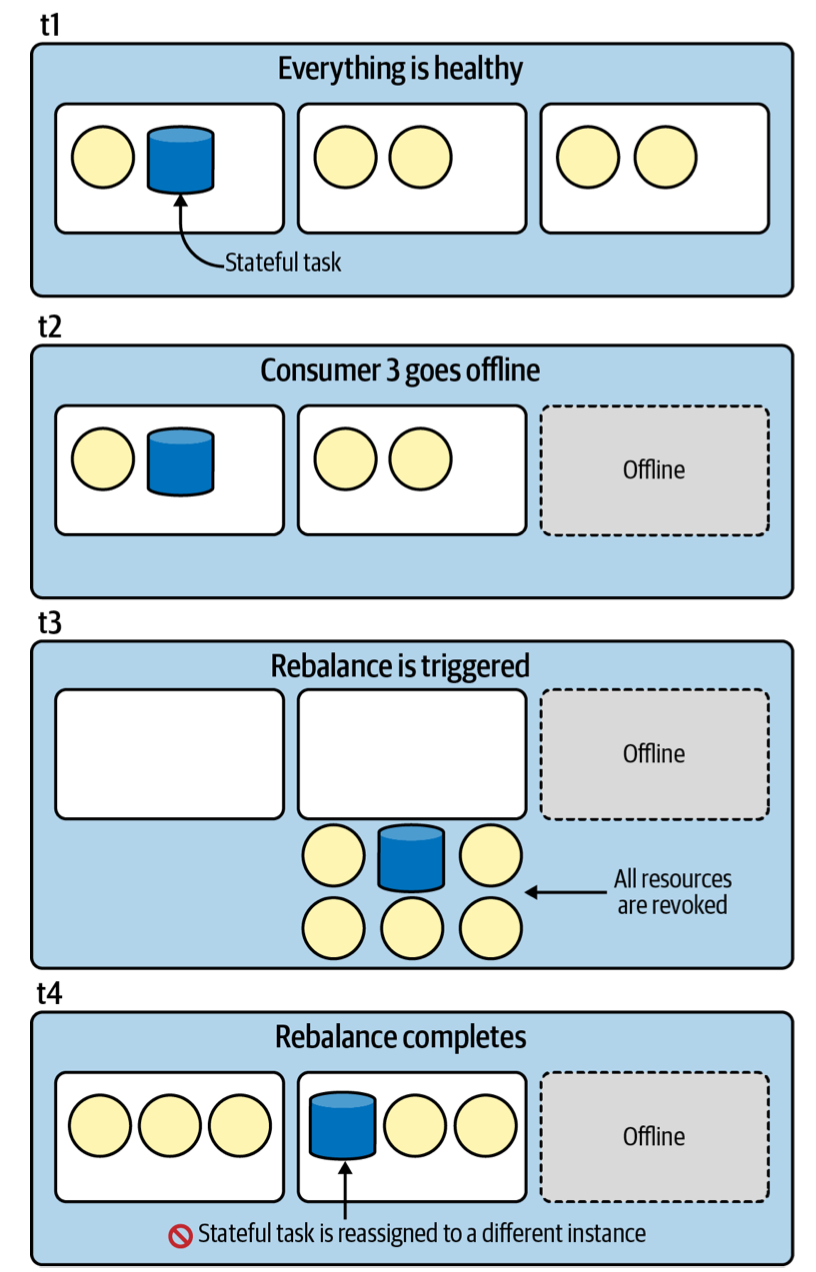 t1
Everything is healthy
Stateful task
t2
Consumer 3 goes offline
Offline
t3
Rebalance is triggered
Offline
All resources
are revoked
t4
Rebalance completes
Offline
Stateful task is reassigned to a different instance